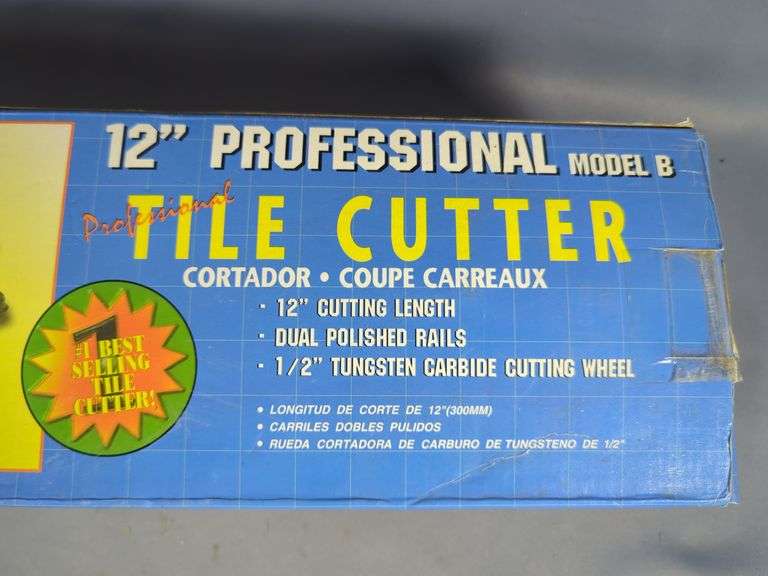 12” PROFESSIONAL MODEL B
Professional
TILE CUTTER
CORTADOR • COUPE CARREAUX
• 12” CUTTING LENGTH
• DUAL POLISHED RAILS
• 1/2” TUNGSTEN CARBIDE CUTTING WHEEL
• LONGITUD DE CORTE DE 12"(300MM)
• CARRILES DOBLES PULIDOS
• RUEDA CORTADORA DE CARBURO DE TUNGSTENO DE 1/2"
1
#1 BEST
SELLING
TILE
CUTTER!